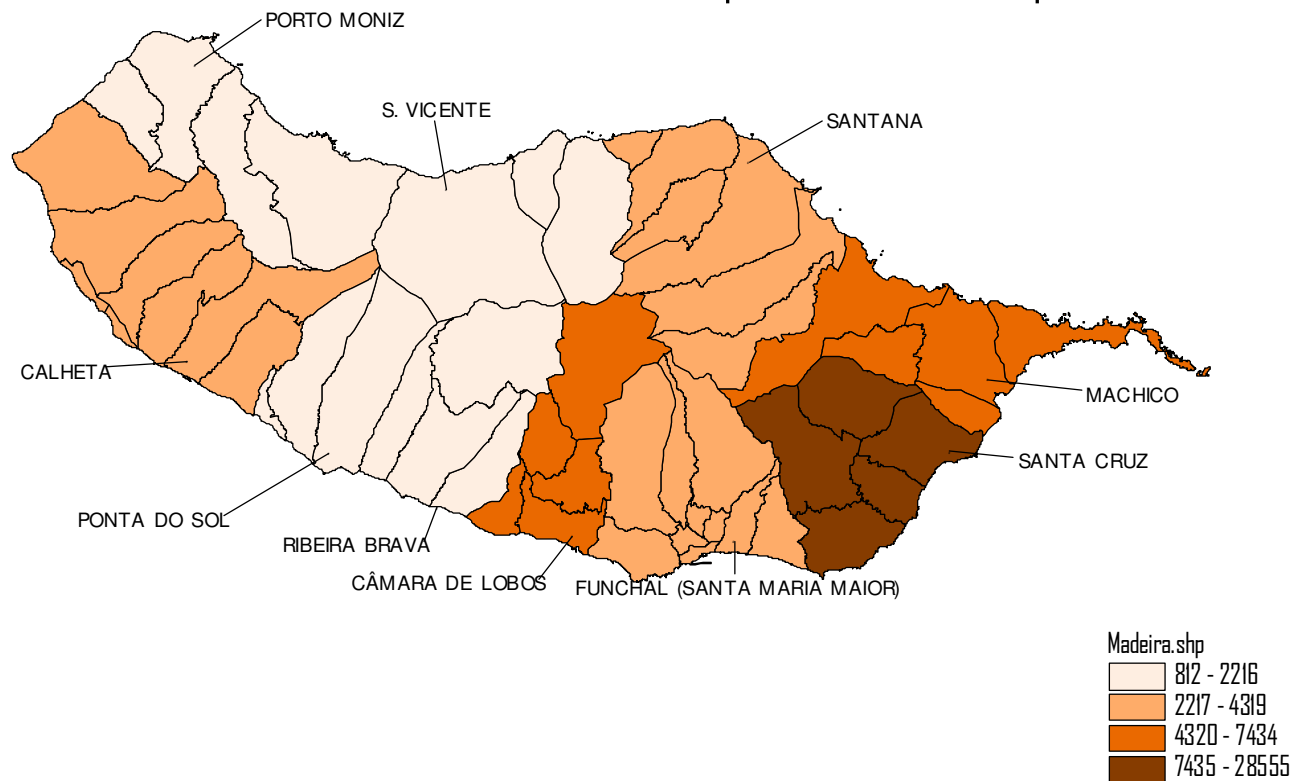 PORTO MONIZ
S. VICENTE
SANTANA
CALHETA
MACHICO
SANTA CRUZ
PONTA DO SOL
RIBEIRA BRAVA
CÂMARA DE LOBOS
FUNCHAL (SANTA MARIA MAIOR)
Madeira.shp
812 - 2216
2217 - 4319
4320 - 7434
7435 - 28555